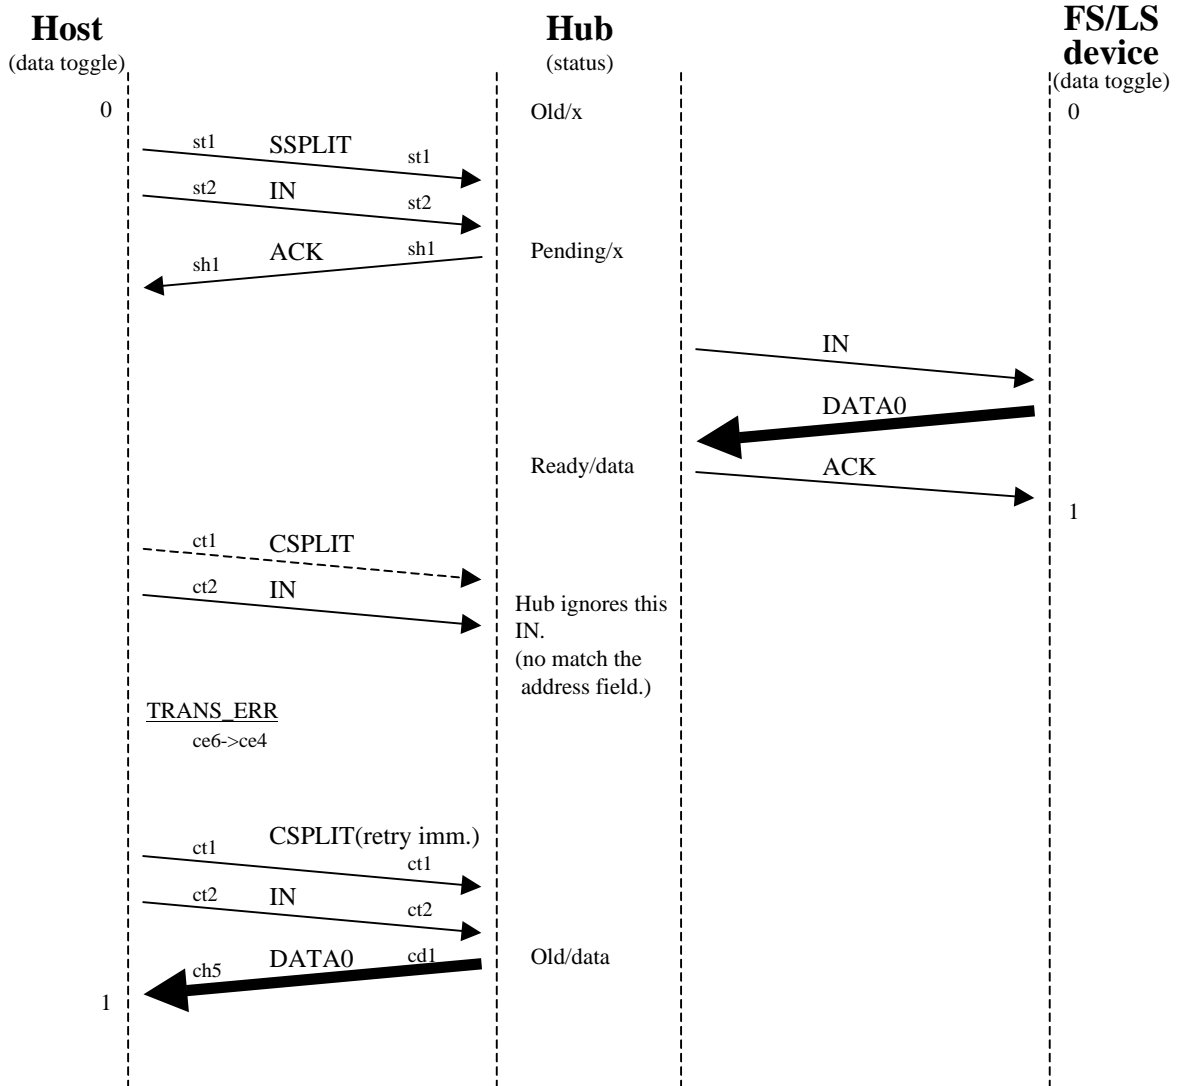 Host
(data toggle)
Hub
(status)
FS/LS
device
(data toggle)
0
Old/x
0
st1
SSPLIT
st1
st2
IN
st2
ACK
sh1
sh1
Pending/x
IN
DATA0
Ready/data
ACK
1
ct1
CSPLIT
ct2
IN
Hub ignores this
IN.
(no match the
address field.)
TRANS_ERR
ce6->ce4
CSPLIT(retry imm.)
ct1
ct1
ct2
IN
ct2
DATA0
cd1
ch5
Old/data
1